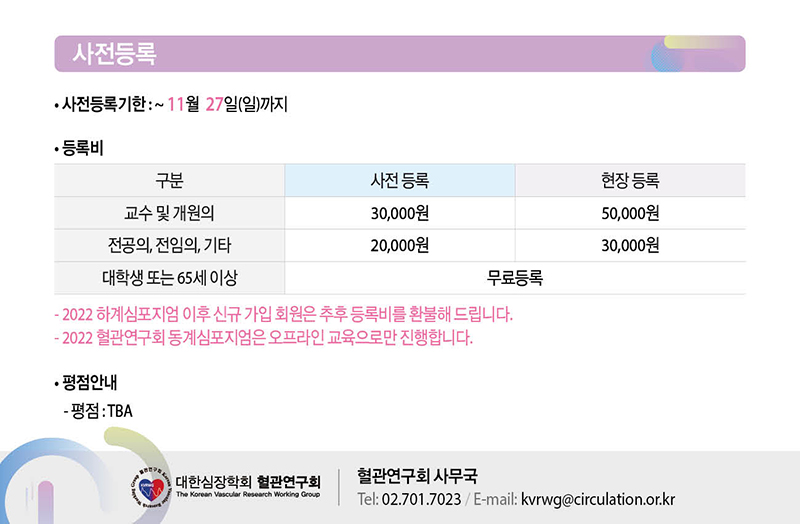 사전등록
• 사전등록기한 : ~ 11월 27일(일)까지
• 등록비
구분 사전 등록 현장 등록
교수 및 개원의 30,000원 50,000원
전공의, 전임의, 기타 20,000원 30,000원
대학생 또는 65세 이상 무료등록
- 2022 하계심포지엄 이후 신규 가입 회원은 추후 등록비를 환불해 드립니다.
- 2022 혈관연구회 동계심포지엄은 오프라인 교육으로만 진행합니다.
• 평점안내
- 평점 : TBA
KVRWG
대한심장학회 혈관연구회
The Korean Vascular Research Working Group
혈관연구회 사무국
Tel: 02.701.7023 / E-mail: kvrwg@circulation.or.kr